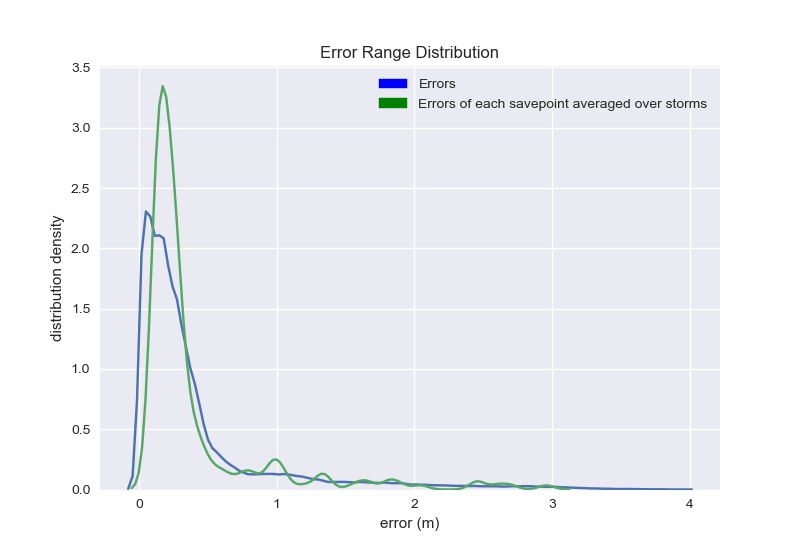 Error Range Distribution
Errors
Errors of each savepoint averaged over storms
3.5
3.0
2.5
2.0
1.5
1.0
0.5
0.0
distribution density
0 1 2 3 4
error (m)